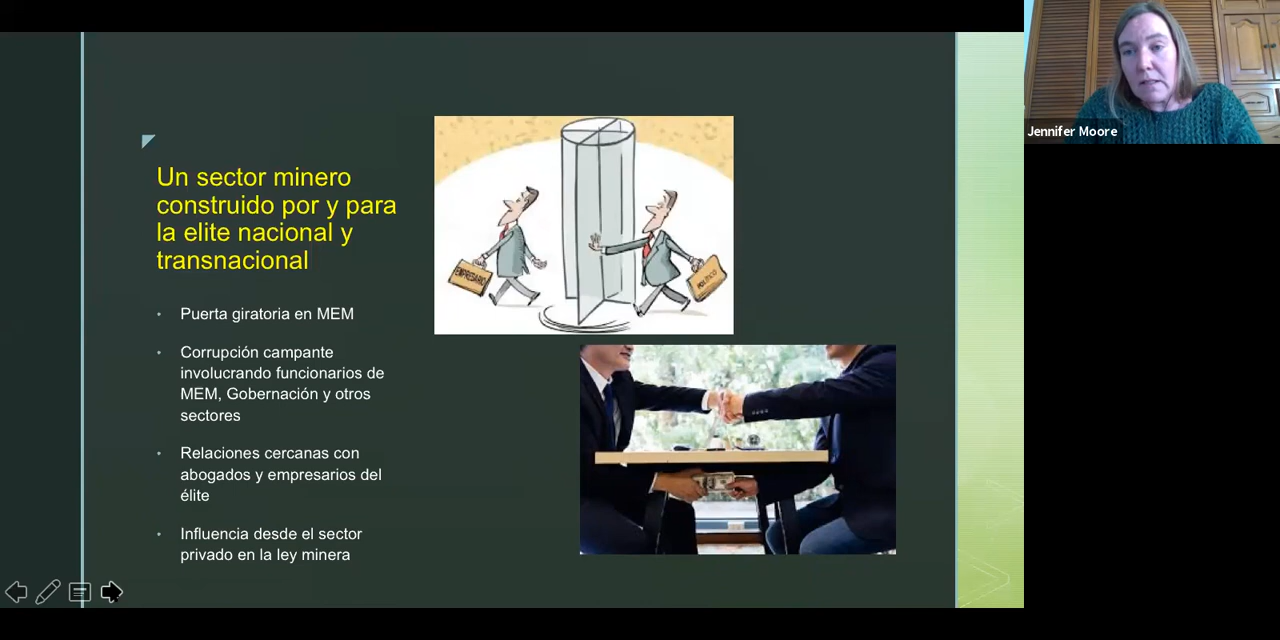 Jennifer Moore
Un sector minero
construido por y para
la elite nacional y
transnacional
Puerta giratoria en MEM
Corrupción campante
involucrando funcionarios de
MEM, Gobernación y otros
sectores
Relaciones cercanas con
abogados y empresarios del
élite
Influencia desde el sector
privado en la ley minera
EMPRESARIO
POLITICO